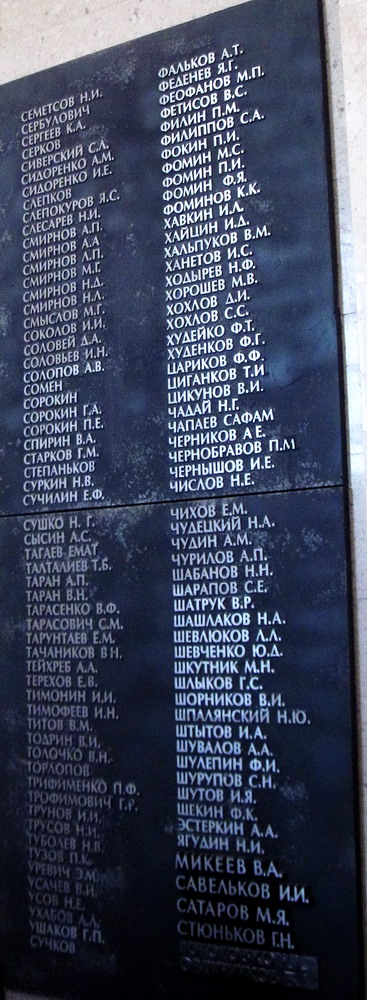 СЕМЕТСОВ Н.И.
СЕРБУЛОВИЧ
СЕРГЕЕВ К.А.
СЕРКОВ
СИВЕРСКИЙ С.Л.
СИДОРЕНКО А.М.
СИДОРЕНКО И.Е.
СЛЕПКОВ
СЛЕПОКУРОВ Я.С.
СЛЕСАРЕВ Н.И.
СМИРНОВ А.П.
СМИРНОВ А.А
СМИРНОВ Л.П.
СМИРНОВ М.Г.
СМИРНОВ Н.Д.
СМИРНОВ Н.Л.
СМЫСЛОВ М.Г.
СОКОЛОВ И.И.
СОЛОВЕЙ Д.А.
СОЛОВЬЕВ И.Н.
СОЛОПОВ А.В.
СОМЕН
СОРОКИН
СОРОКИН Г.А.
СОРОКИН П.Е.
СПИРИН В.А.
СТАРКОВ Г.М.
СТЕПАНЬКОВ
СУРКИН Н.В.
СУЧИЛИН Е.Ф.
СУШКО Н. Г.
СЫСИН А.С.
ТАГАЕВ ЕМАТ
ТАЛТАЛИЕВ Т.Б.
ТАРАН А.П.
ТАРАН В.Н.
ТАРАСЕНКО В.Ф.
ТАРАСОВИЧ С.М.
ТАРУНТАЕВ Е.М.
ТАЧАНИКОВ В Н.
ТЕЙХРЕБ А.А.
ТЕРЕХОВ Е.В.
ТИМОНИН И.И.
ТИМОФЕЕВ И.Н.
ТИТОВ В.М.
ТОДРИН В.И.
ТОЛОЧКО В.Н.
ТОРЛОПОВ
ТРИФИМЕНКО П.Ф.
ТРОФИМОВИЧ Г.Р.
ТРУНОВ И.И.
ТРУСОВ Н.И.
ТУБОЛЕВ Н.В.
ТУЗОВ П.К.
УРЕВИЧ Э.М.
УСАЧЕВ В.И.
УСОВ Н.Е.
УХАБОВ А.А.
УШАКОВ Г.П.
СУЧКОВ
ФАЛЬКОВ А.Т.
ФЕДЕНЕВ Я.Г.
ФЕОФАНОВ М.П.
ФЕТИСОВ В.С.
ФИЛИН П.М.
ФИЛИППОВ С.А.
ФОКИН П.И.
ФОМИН М.С.
ФОМИН П.И.
ФОМИН Ф.Я.
ФОМИНОВ К.К.
ХАВКИН И.Л.
ХАЙЦИН И.Д.
ХАЛЬПУКОВ В.М.
ХАНЕТОВ И.С.
ХОДЫРЕВ Н.Ф.
ХОРОШЕВ М.В.
ХОХЛОВ Д.И.
ХОХЛОВ С.С.
ХУДЕЙКО Ф.Т.
ХУДЕНКОВ Ф.Г.
ЦАРИКОВ Ф.Ф.
ЦИГАНКОВ Т.И
ЦИКУНОВ В.И.
ЧАДАЙ Н.Г.
ЧАПАЕВ САФАМ
ЧЕРНИКОВ А Е.
ЧЕРНОБРАВОВ П.М
ЧЕРНЫШОВ И.Е.
ЧИСЛОВ Н.Е.
ЧИХОВ Е.М.
ЧУДЕЦКИЙ Н.А.
ЧУДИН А.М.
ЧУРИЛОВ А.П.
ШАБАНОВ Н.Н.
ШАРАПОВ С.Е.
ШАТРУК В.Р.
ШАШЛАКОВ Н.А.
ШЕВЛЮКОВ Л.Л.
ШЕВЧЕНКО Ю.Д.
ШКУТНИК М.Н.
ШЛЫКОВ Г.С.
ШОРНИКОВ В.И.
ШПАЛЯНСКИЙ Н.Ю.
ШТЫТОВ И.А.
ШУВАЛОВ А.А.
ШУЛЕПИН Ф.И.
ШУРУПОВ С.Н.
ШУТОВ И.Я.
ЩЕКИН Ф.К.
ЭСТЕРКИН А.А.
ЯГУДИН Н.И.
МИКЕЕВ В.А.
САВЕЛЬКОВ И.И.
САТАРОВ М.Я.
СТЮНЬКОВ Г.Н.